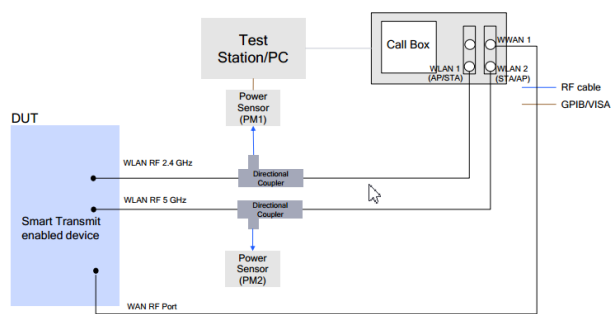 Test
Station/PC
Call Box
WWAN 1
WLAN 1
(AP/STA)
WLAN 2
(STA/AP)
RF cable
GPIB/VISA
Power
Sensor
(PM1)
DUT
WLAN RF 2.4 GHz
Directional
Coupler
WLAN RF 5 GHz
Directional
Coupler
Smart Transmit
enabled device
Power
Sensor
(PM2)
WAN RF Port